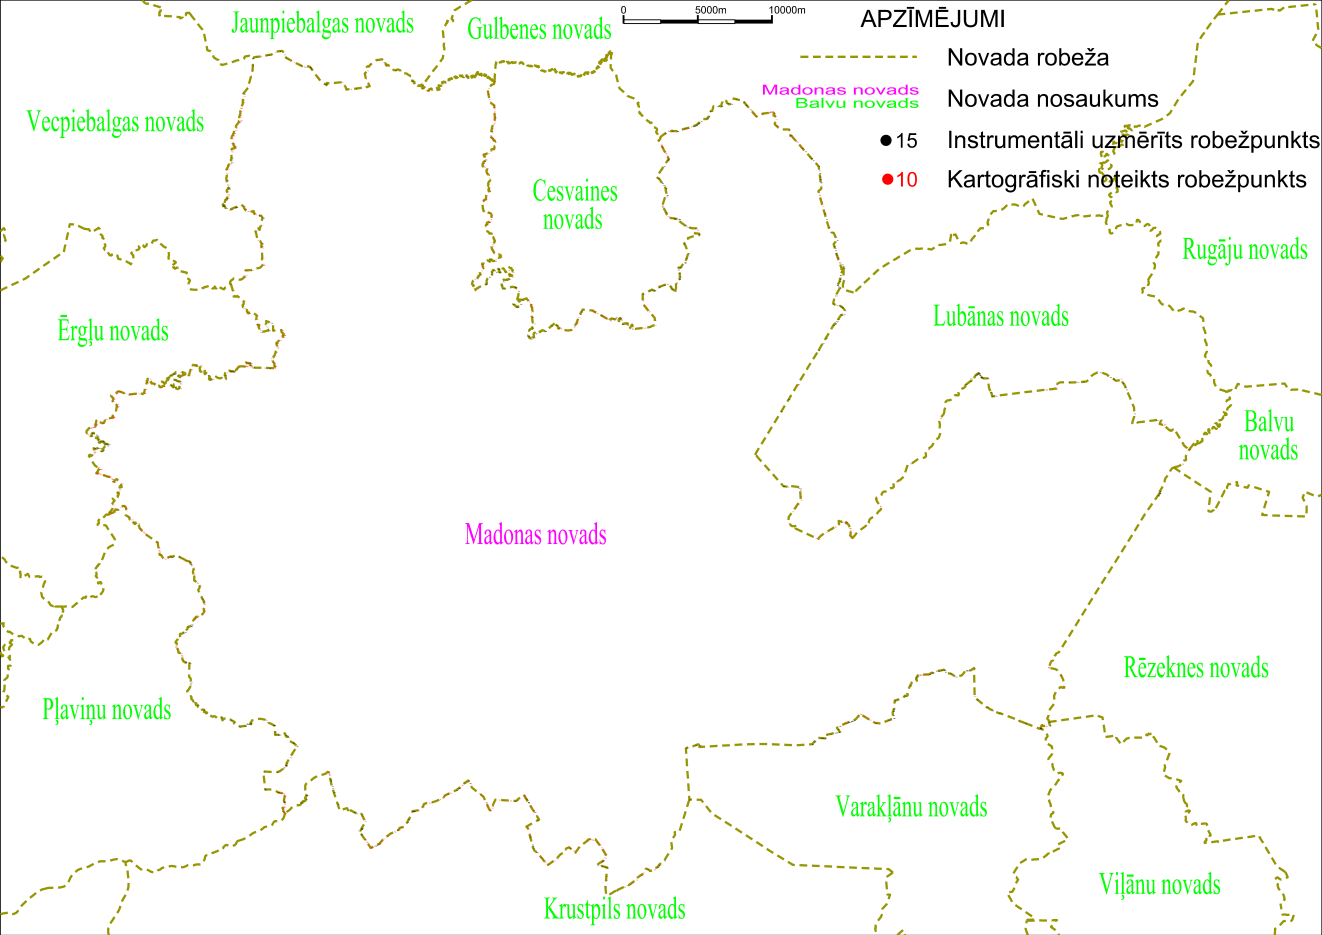 Jaunpiebalgas novads
Gulbenes novads
0 5000m 10000m
APZĪMĒJUMI
Novada robeža
Madonas novads
Balvu novads
Novada nosaukums
15 Instrumentāli uzmērīts robežpunkts
10 Kartogrāfiski noteikts robežpunkts
Vecpiebalgas novads
Cesvaines
novads
Rugāju novads
Ērgļu novads
Lubānas novads
Balvu
novads
Madonas novads
Rēzeknes novads
Pļaviņu novads
Varakļānu novads
Viļānu novads
Krustpils novads